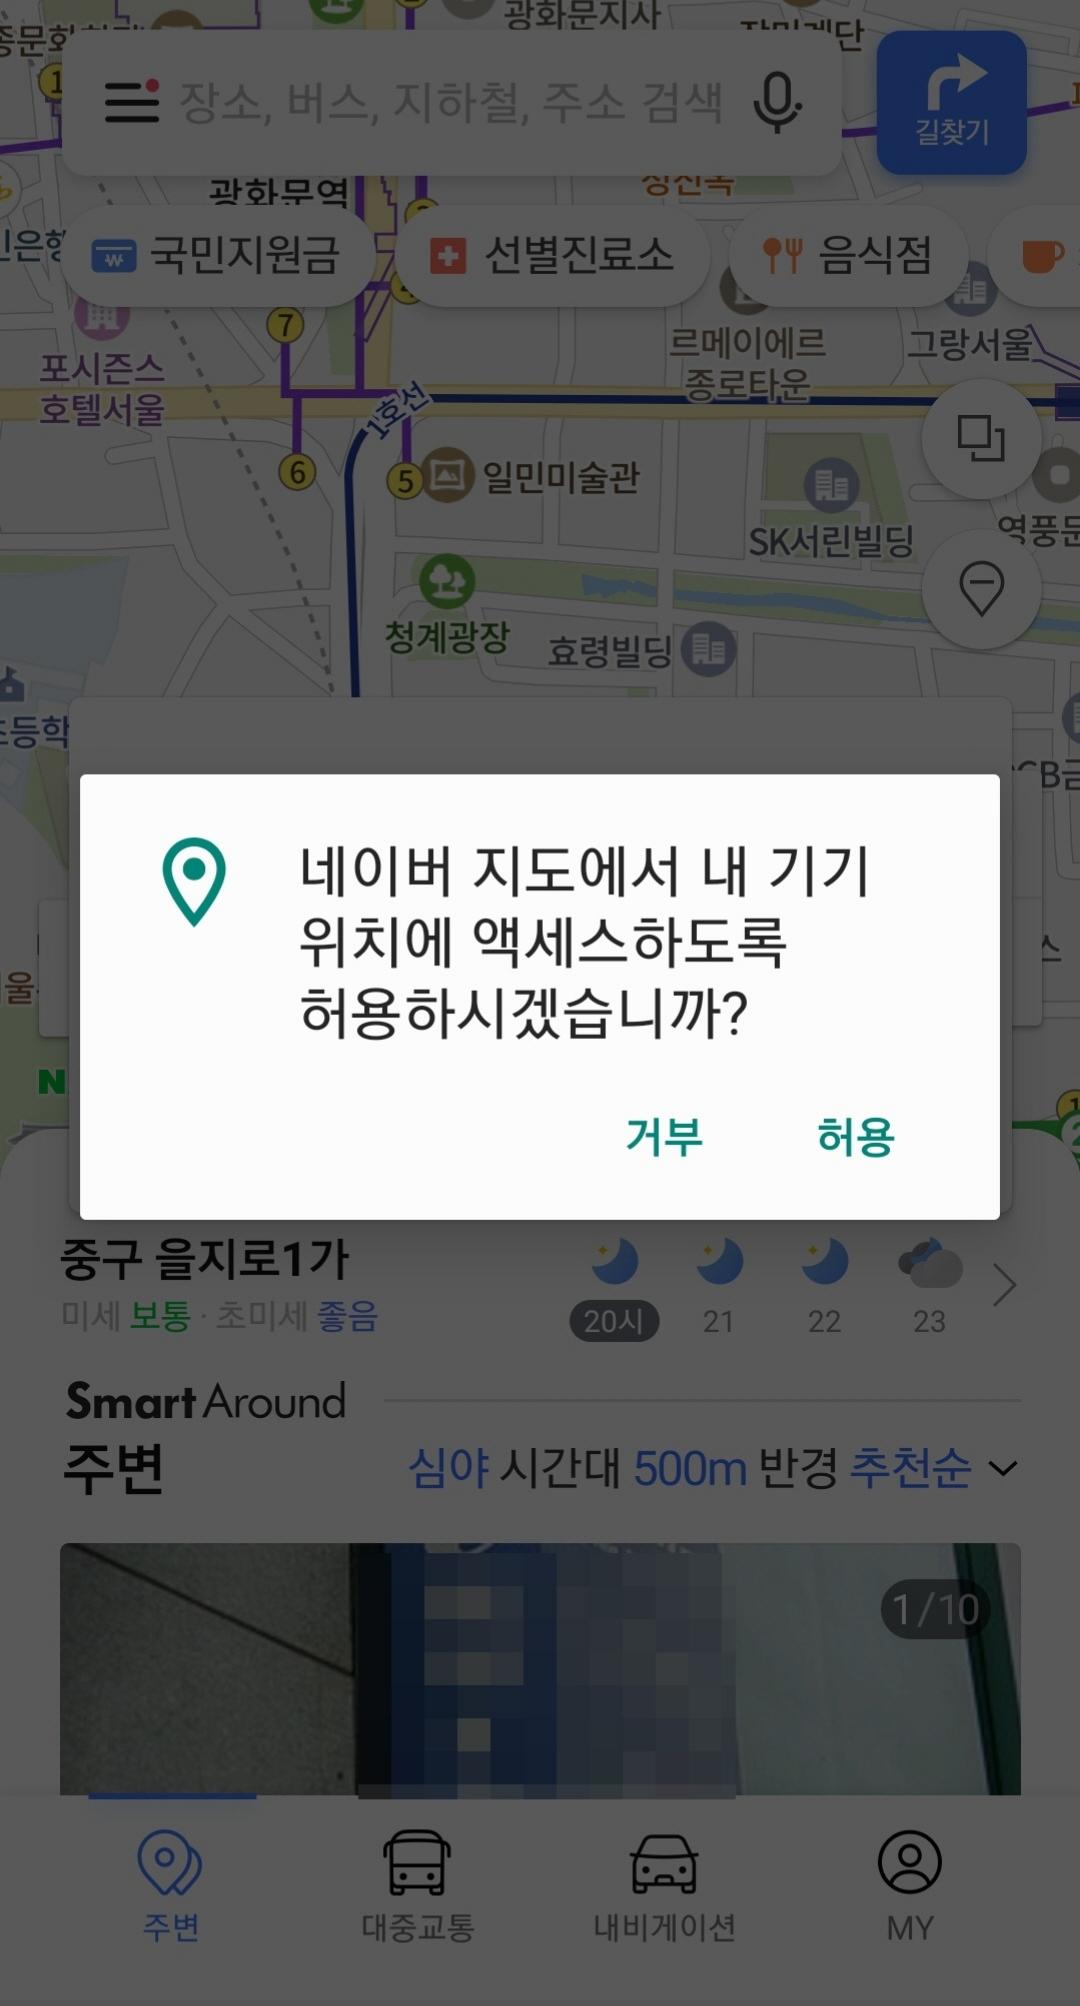 광화문지사
장소, 버스, 지하철, 주소 검색
길찾기
광화문역
국민지원금
선별진료소
음식점
7
포시즌스
호텔서울
르메이에르
종로타운
그랑서울
1호선
6
5
일민미술관
SK서린빌딩
영풍문
청계광장
효령빌딩
네이버 지도에서 내 기기
위치에 액세스하도록
허용하시겠습니까?
거부
허용
N
중구 을지로1가
미세 보통 · 초미세 좋음
20시
21
22
23
Smart Around
주변
심야 시간대 500m 반경 추천순
1/10
주변
대중교통
내비게이션
MY